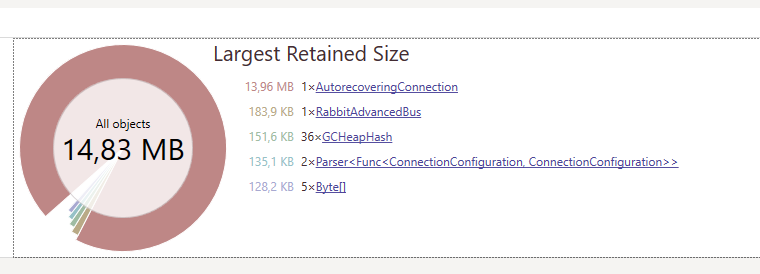 Largest Retained Size
All objects
14,83 MB
13,96 MB 1×AutorecoveringConnection
183,9 KB 1×RabbitAdvancedBus
151,6 KB 36×GCHeapHash
135,1 KB 2×Parser<Func<ConnectionConfiguration, ConnectionConfiguration>>
128,2 KB 5×Byte[]